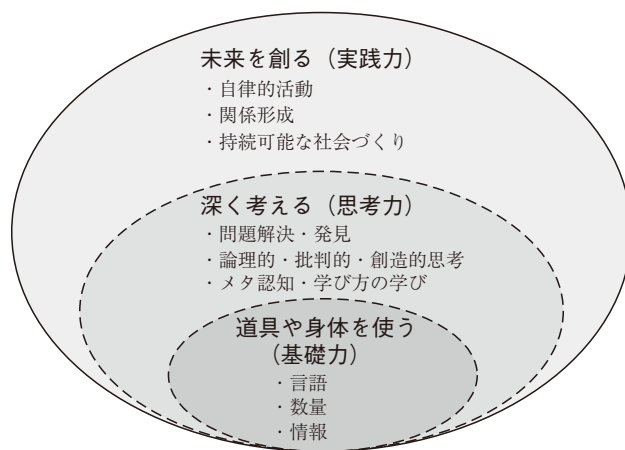 未来を創る（実践力）
・自律的活動
・関係形成
・持続可能な社会づくり
深く考える（思考力）
・問題解決・発見
・論理的・批判的・創造的思考
・メタ認知・学び方の学び
道具や身体を使う
（基礎力）
・言語
・数量
・情報